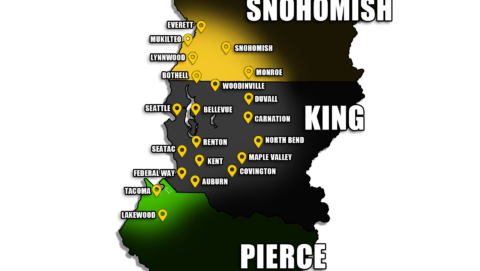 SNOHOMISH
EVERETT
MUKILTEO
SNOHOMISH
LYNNWOOD
BOTHELL
MONROE
WOODINVILLE
DUVALL
SEATTLE
BELLEVUE
CARNATION
KING
RENTON
NORTH BEND
SEATAC
KENT
MAPLE VALLEY
FEDERAL WAY
COVINGTON
AUBURN
TACOMA
LAKEWOOD
PIERCE